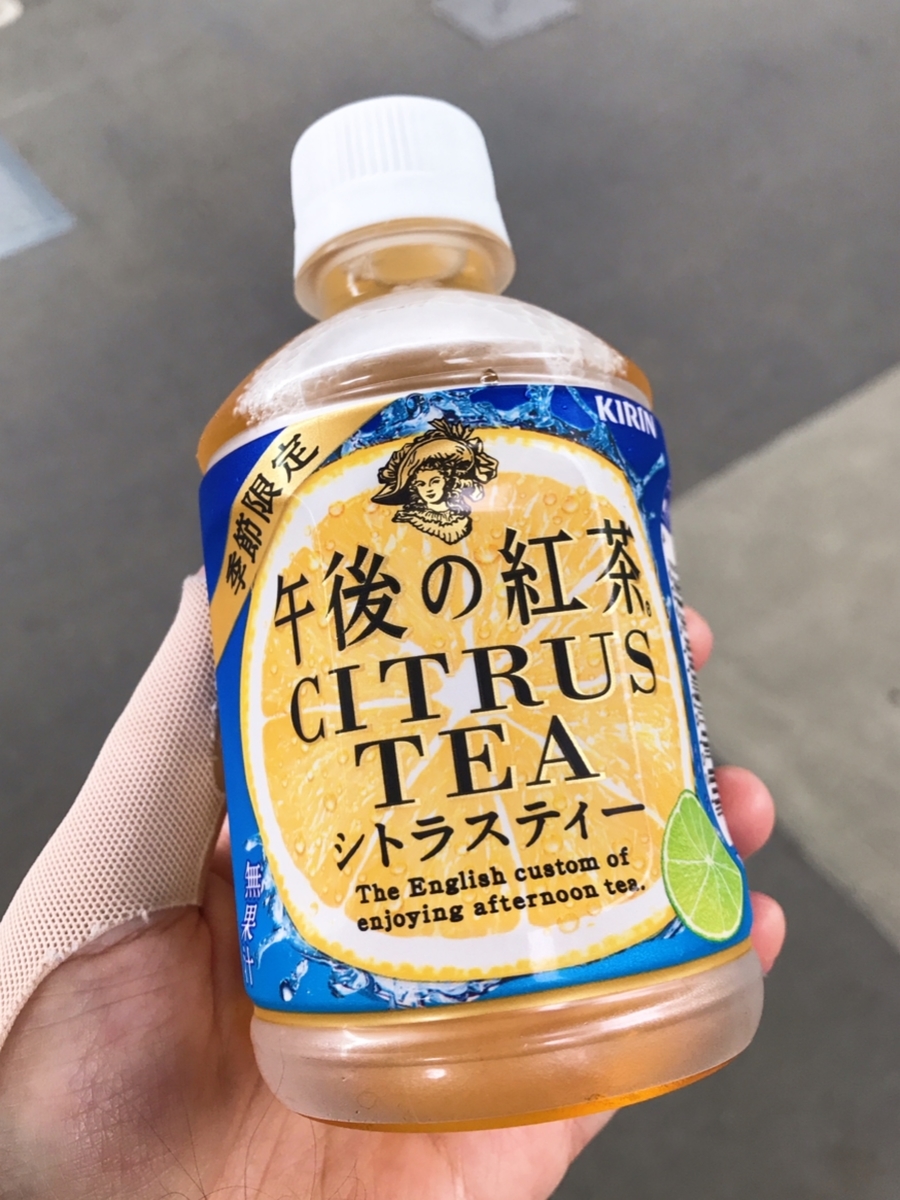 KIRIN
季節限定
午後の紅茶®
CITRUS
TEA
シトラスティー
The English custom of
enjoying afternoon tea.
無果汁